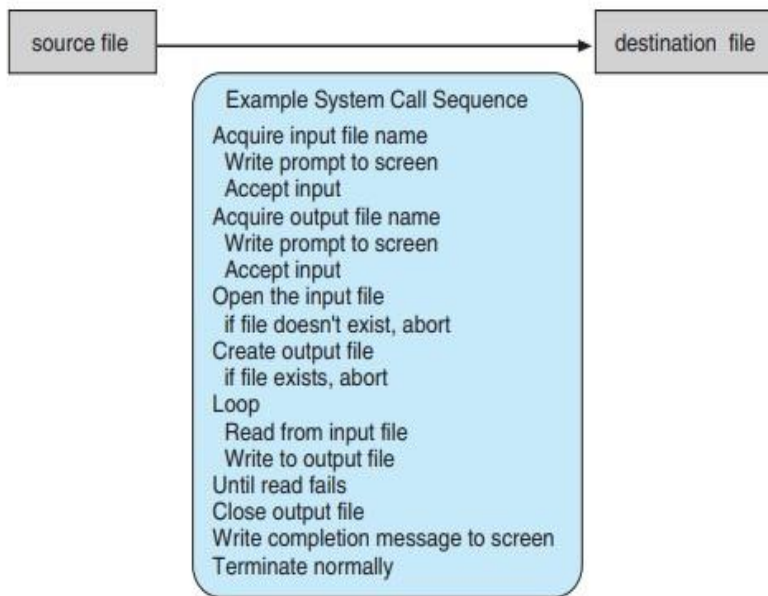 source file
destination file
Example System Call Sequence
Acquire input file name
Write prompt to screen
Accept input
Acquire output file name
Write prompt to screen
Accept input
Open the input file
if file doesn't exist, abort
Create output file
if file exists, abort
Loop
Read from input file
Write to output file
Until read fails
Close output file
Write completion message to screen
Terminate normally